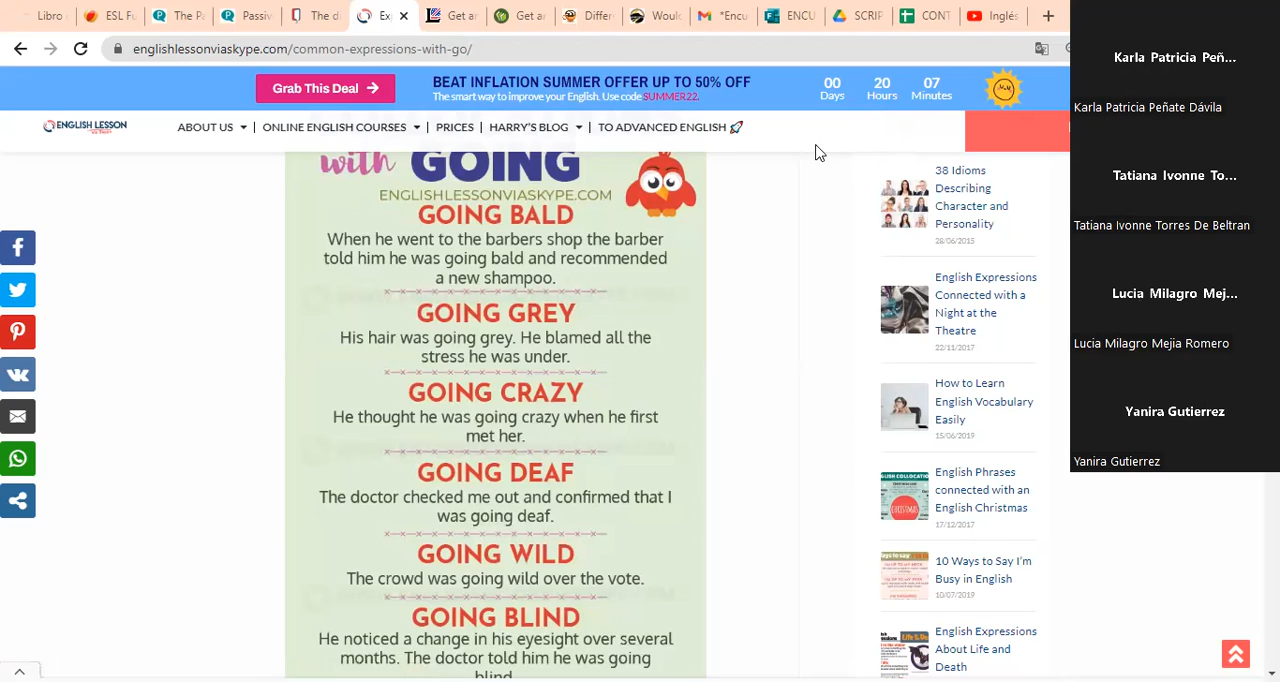 Libro
ESL Fu
The Pa
Passiv
The di
Ex
Get ar
Get ar
Differ
Would
*Encu
ENCU
SCRIP
CONT
Inglés
englishlessonviaskype.com/common-expressions-with-go/
Grab This Deal
BEAT INFLATION SUMMER OFFER UP TO 50% OFF
The smart way to improve your English. Use code SUMMER22.
00 20 07
Days Hours Minutes
ENGLISH LESSON
ABOUT US | ONLINE ENGLISH COURSES | PRICES | HARRY'S BLOG | TO ADVANCED ENGLISH
with GOING
ENGLISHLESSONVIASKYPE.COM
GOING BALD
When he went to the barbers shop the barber
told him he was going bald and recommended
a new shampoo.
GOING GREY
His hair was going grey. He blamed all the
stress he was under.
GOING CRAZY
He thought he was going crazy when he first
met her.
GOING DEAF
The doctor checked me out and confirmed that I
was going deaf.
GOING WILD
The crowd was going wild over the vote.
GOING BLIND
He noticed a change in his eyesight over several
months. The doctor told him he was going
blind.
38 Idioms
Describing
Character and
Personality
28/06/2015
English Expressions
Connected with a
Night at the
Theatre
22/11/2017
How to Learn
English Vocabulary
Easily
15/06/2019
English Phrases
connected with an
English Christmas
17/12/2017
CHRISTMAS
10 Ways to Say I'm
Busy in English
10/07/2019
English Expressions
About Life and
Death
Karla Patricia Peñ...
Karla Patricia Peñate Dávila
Tatiana Ivonne To...
Tatiana Ivonne Torres De Beltran
Lucia Milagro Mej...
Lucia Milagro Mejia Romero
Yanira Gutierrez
Yanira Gutierrez